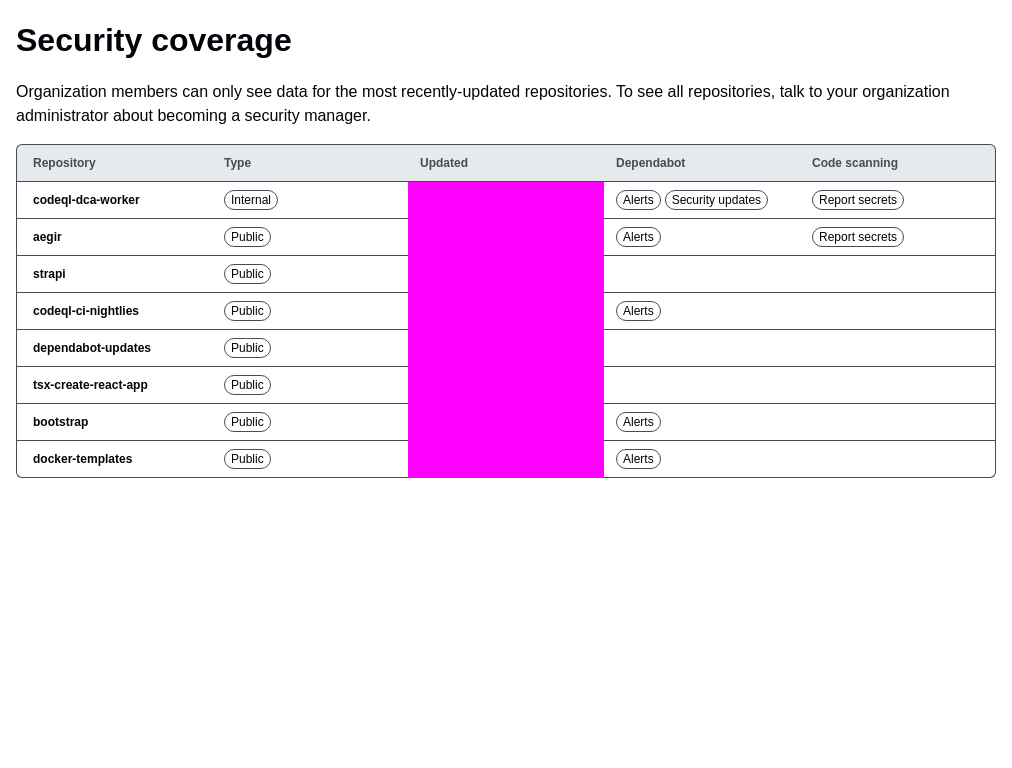 Security coverage
Organization members can only see data for the most recently-updated repositories. To see all repositories, talk to your organization
administrator about becoming a security manager.
Repository Type Updated Dependabot Code scanning
codeql-dca-worker Internal Alerts Security updates Report secrets
aegir Public Alerts Report secrets
strapi Public
codeql-ci-nightlies Public Alerts
dependabot-updates Public
tsx-create-react-app Public
bootstrap Public Alerts
docker-templates Public Alerts